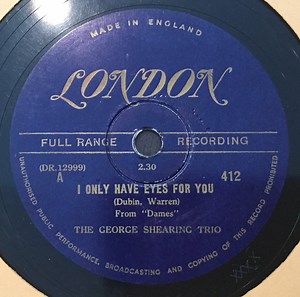 MADE IN ENGLAND
LONDON
FULL RANGE RECORDING
(DR.12999) 2.30
A 412
I ONLY HAVE EYES FOR YOU
(Dubin, Warren)
From "Dames"
THE GEORGE SHEARING TRIO
UNAUTHORISED PUBLIC PERFORMANCE, BROADCASTING AND COPYING OF THIS RECORD PROHIBITED